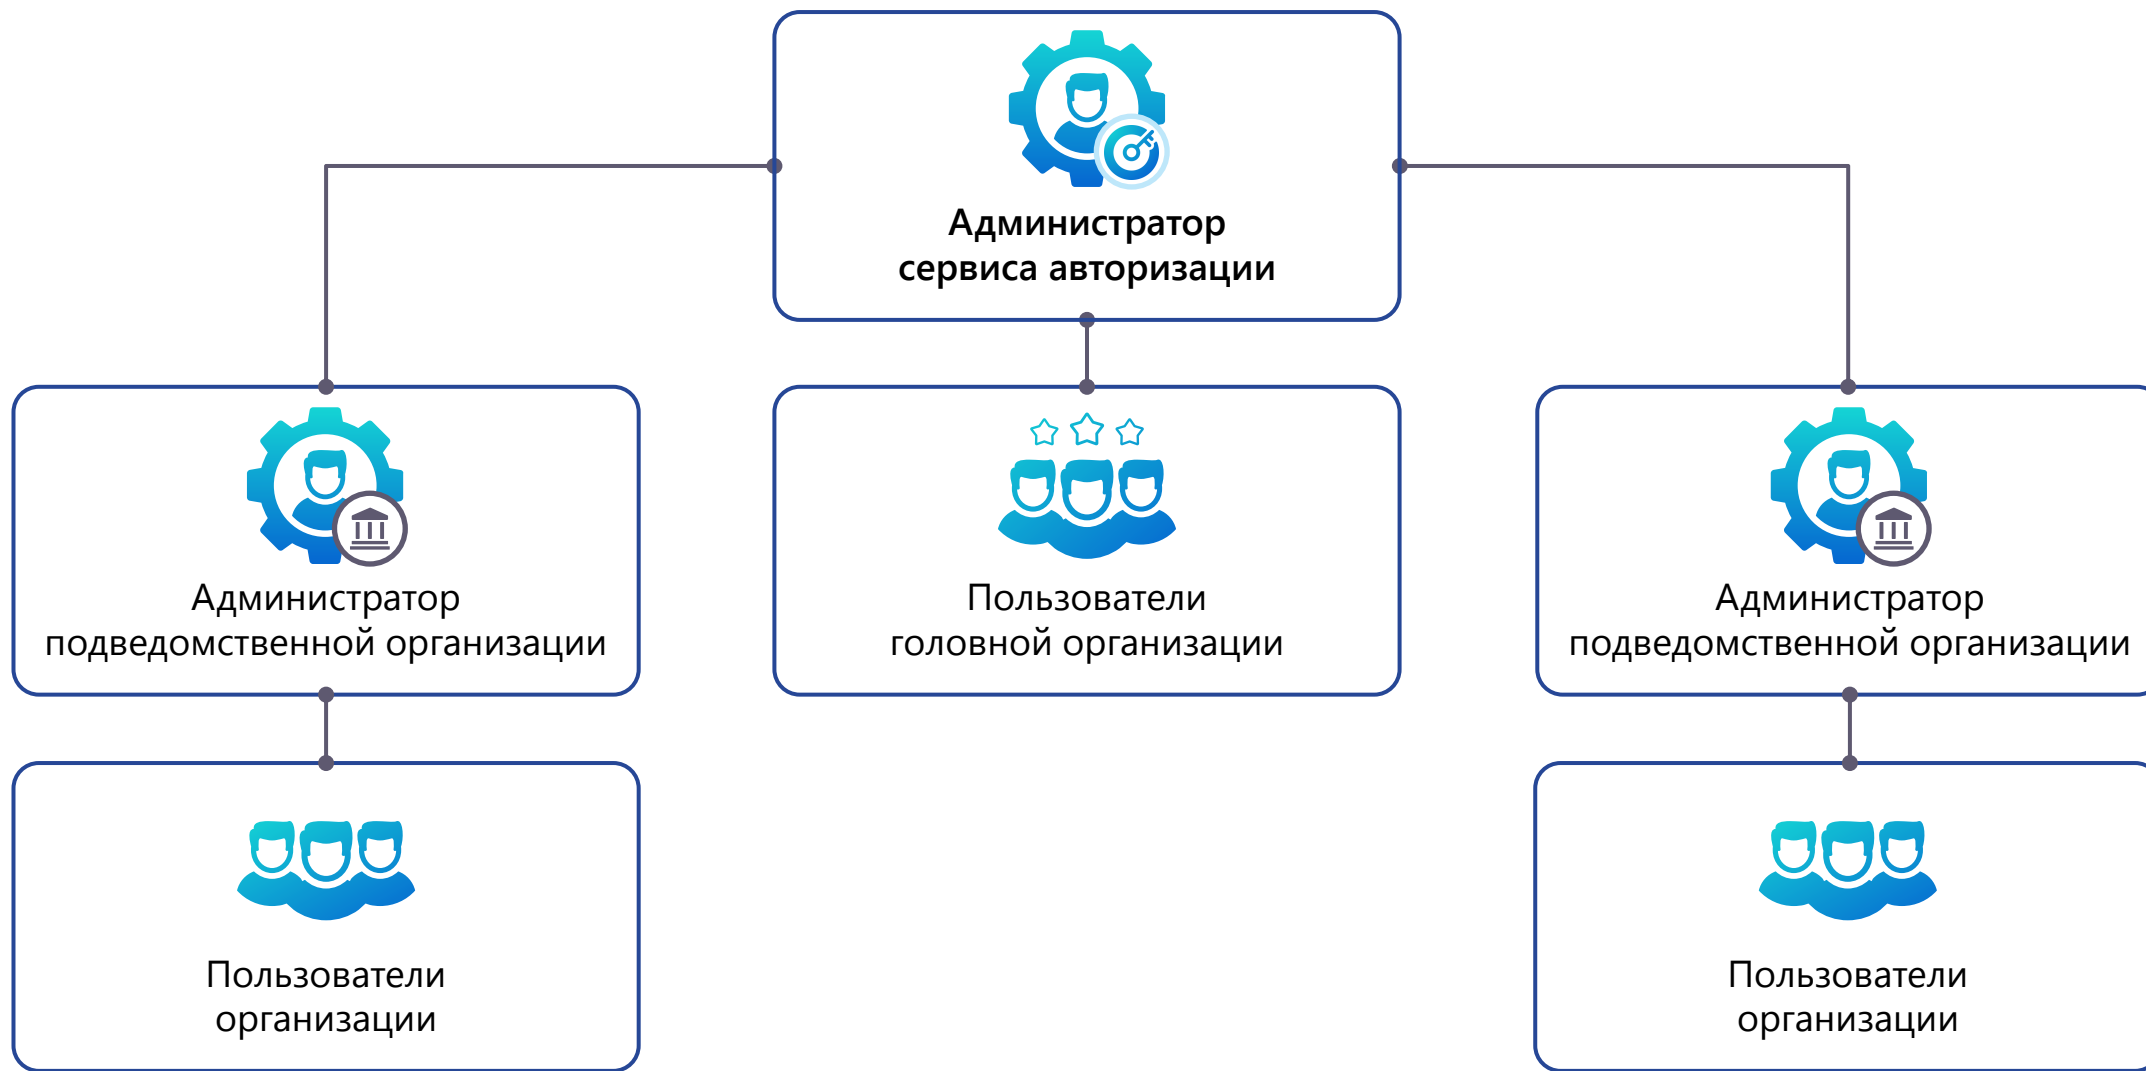 Администратор
сервиса авторизации
Администратор
подведомственной организации
Пользователи
головной организации
Администратор
подведомственной организации
Пользователи
организации
Пользователи
организации